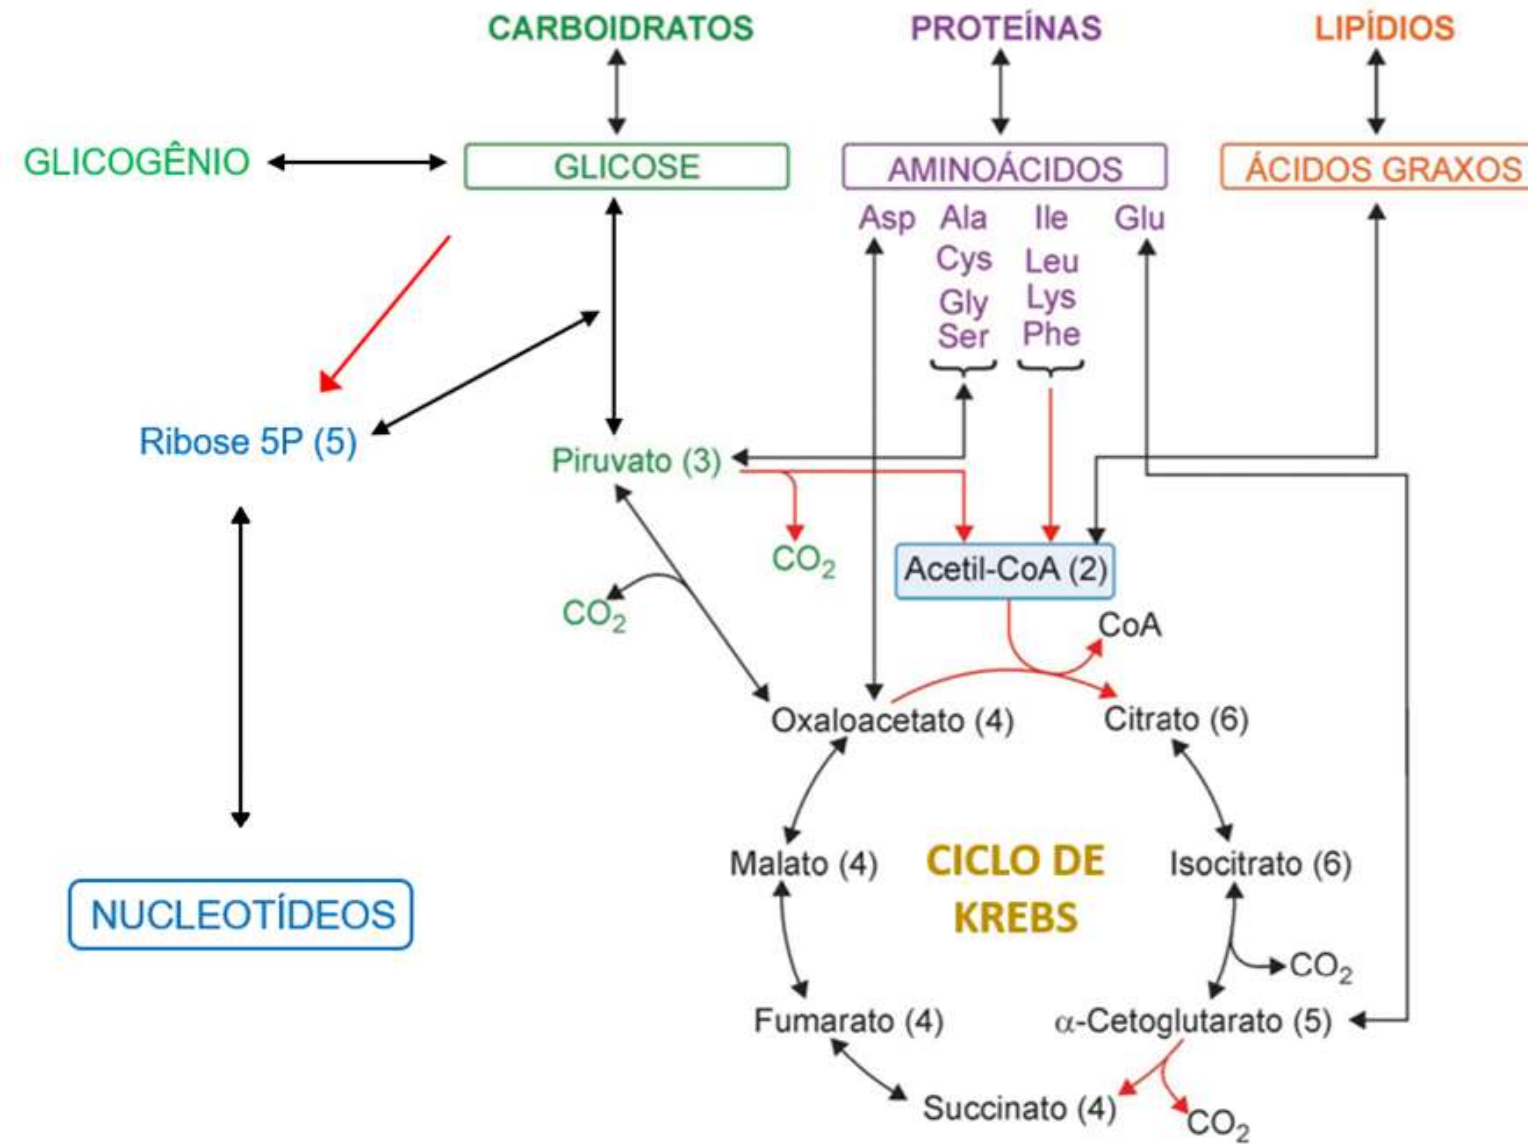 CARBOIDRATOS
PROTEÍNAS
LIPÍDIOS
GLICOGÊNIO
GLICOSE
AMINOÁCIDOS
ÁCIDOS GRAXOS
Asp Ala Ile Glu
Cys Leu
Gly Lys
Ser Phe
Ribose 5P (5)
Piruvato (3)
CO₂
Acetil-CoA (2)
CO₂
CoA
Oxaloacetato (4)
Citrato (6)
Malato (4)
CICLO DE
KREBS
Isocitrato (6)
NUCLEOTÍDEOS
CO₂
Fumarato (4)
α-Cetoglutarato (5)
Succinato (4)
CO₂